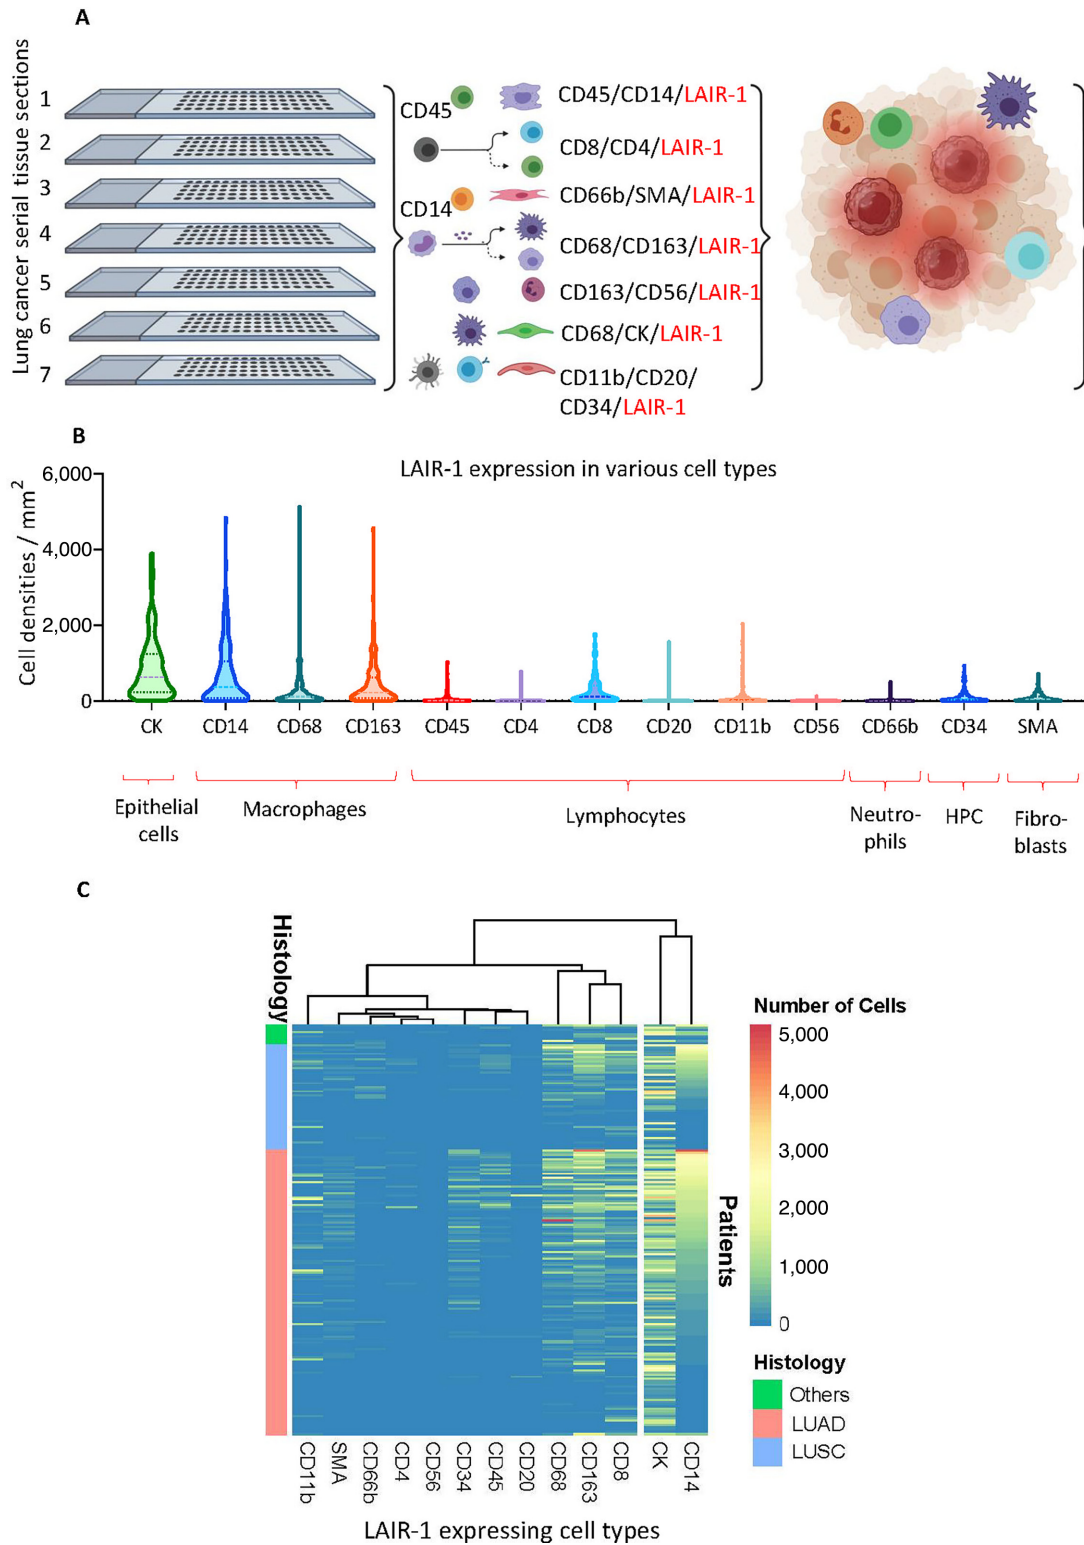 A
Lung cancer serial tissue sections
1
2
3
4
5
6
7
CD45
CD14
CD45/CD14/LAIR-1
CD8/CD4/LAIR-1
CD66b/SMA/LAIR-1
CD68/CD163/LAIR-1
CD163/CD56/LAIR-1
CD68/CK/LAIR-1
CD11b/CD20/
CD34/LAIR-1
B
LAIR-1 expression in various cell types
Cell densities / mm²
6,000
4,000
2,000
0
CK CD14 CD68 CD163 CD45 CD4 CD8 CD20 CD11b CD56 CD66b CD34 SMA
Epithelial
cells
Macrophages
Lymphocytes
Neutro-
phils
HPC
Fibro-
blasts
C
Histology
Patients
Number of Cells
5,000
4,000
3,000
2,000
1,000
0
Histology
Others
LUAD
LUSC
CD11b SMA CD66b CD4 CD56 CD34 CD45 CD20 CD68 CD163 CD8 CK CD14
LAIR-1 expressing cell types